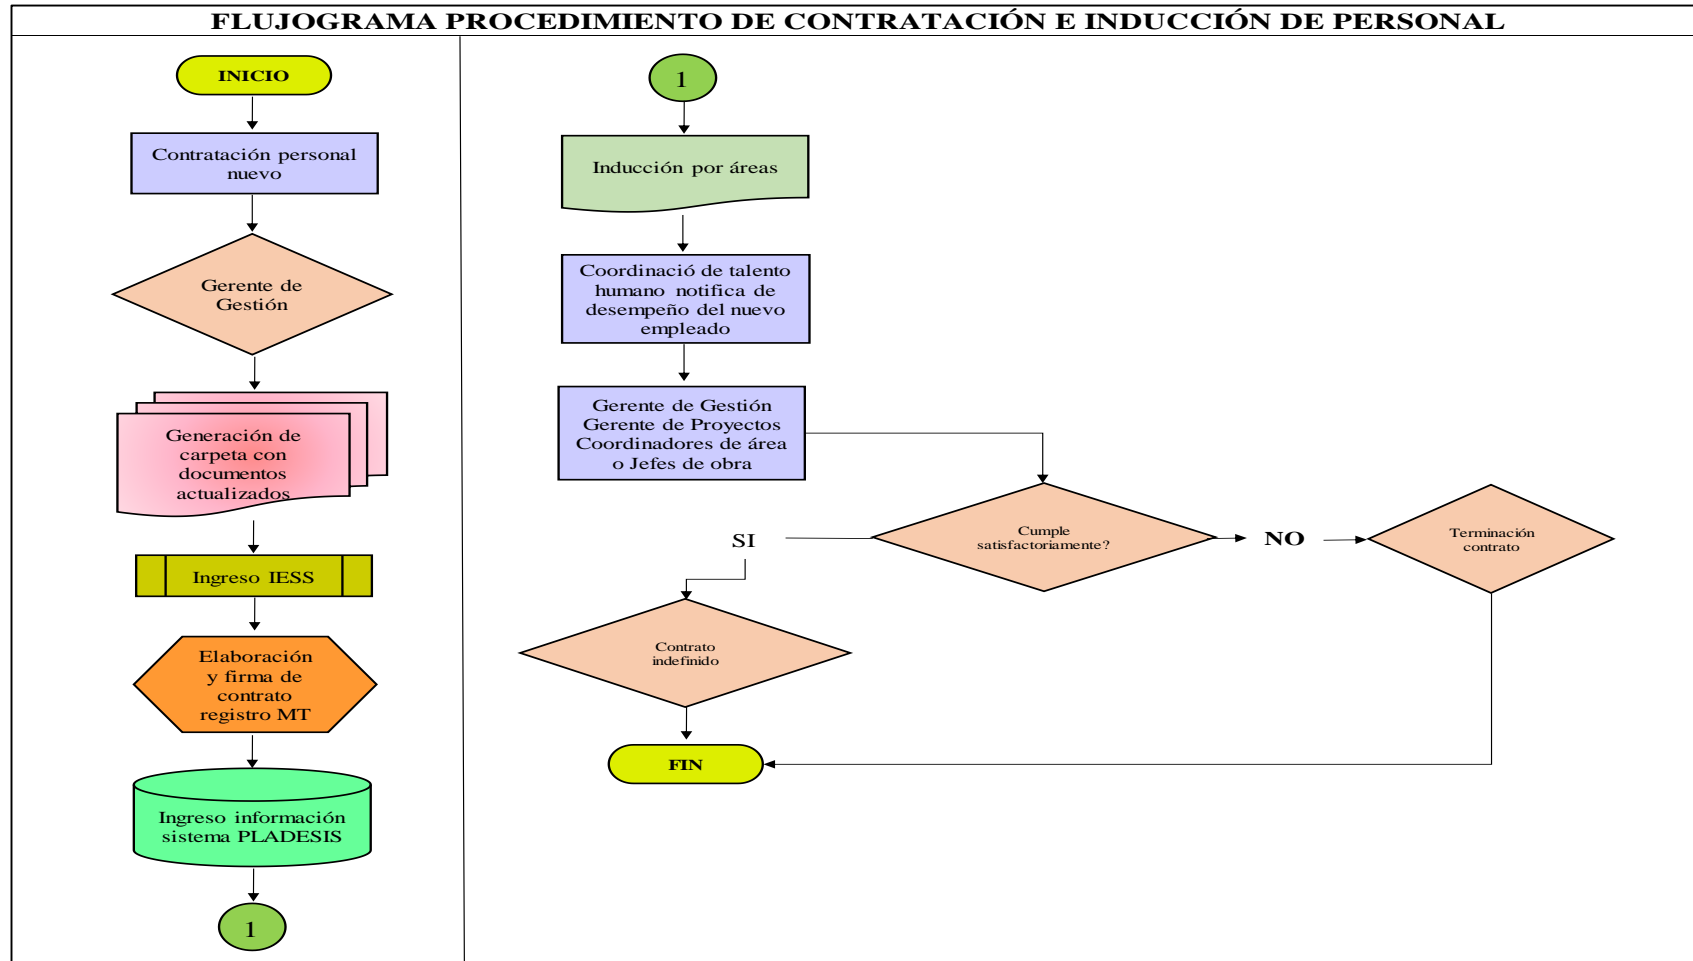 FLUJOGRAMA PROCEDIMIENTO DE CONTRATACIÓN E INDUCCIÓN DE PERSONAL
INICIO
Contratación personal
nuevo
Gerente de
Gestión
Generación de
carpeta con
documentos
actualizados
Ingreso IESS
Elaboración
y firma de
contrato
registro MT
Ingreso información
sistema PLADESIS
1
1
Inducción por áreas
Coordinació de talento
humano notifica de
desempeño del nuevo
empleado
Gerente de Gestión
Gerente de Proyectos
Coordinadores de área
o Jefes de obra
Cumple
satisfactoriamente?
SI
NO
Terminación
contrato
Contrato
indefinido
FIN